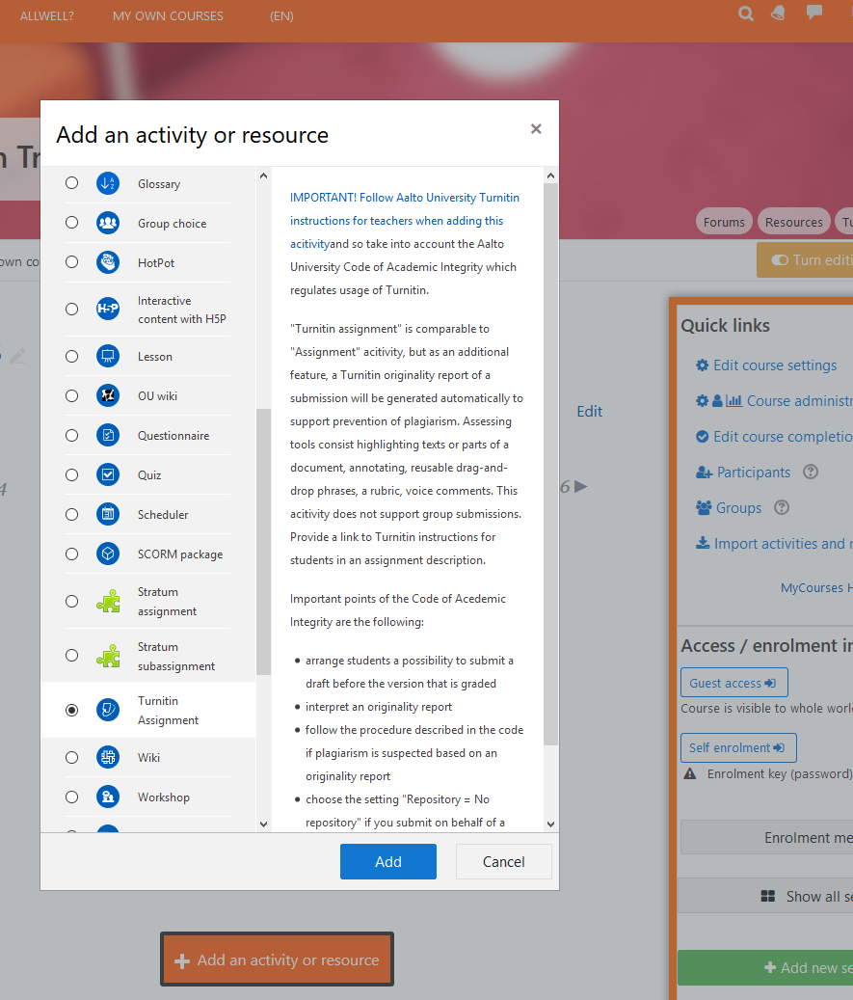 ALLWELL?
MY OWN COURSES
(EN)
Add an activity or resource
×
Glossary
Group choice
HotPot
Interactive
content with H5P
Lesson
OU wiki
Questionnaire
Quiz
Scheduler
SCORM package
Stratum
assignment
Stratum
subassignment
Turnitin
Assignment
Wiki
Workshop
IMPORTANT! Follow Aalto University Turnitin
instructions for teachers when adding this
acitivityand so take into account the Aalto
University Code of Academic Integrity which
regulates usage of Turnitin.
"Turnitin assignment" is comparable to
"Assignment" acitivity, but as an additional
feature, a Turnitin originality report of a
submission will be generated automatically to
support prevention of plagiarism. Assessing
tools consist highlighting texts or parts of a
document, annotating, reusable drag-and-
drop phrases, a rubric, voice comments. This
acitivity does not support group submissions.
Provide a link to Turnitin instructions for
students in an assignment description.
Important points of the Code of Acedemic
Integrity are the following:
arrange students a possibility to submit a
draft before the version that is graded
interpret an originality report
follow the procedure described in the code
if plagiarism is suspected based on an
originality report
choose the setting "Repository = No
repository" if you submit on behalf of a
Add
Cancel
Add an activity or resource
n Tr
own co
4
Edit
6
Forums
Resources
Tu
Turn editi
Quick links
Edit course settings
Course administr
Edit course completio
Participants
Groups
Import activities and r
MyCourses H
Access / enrolment in
Guest access
Course is visible to whole worl
Self enrolment
Enrolment key (password)
Enrolment me
Show all se
Add new se